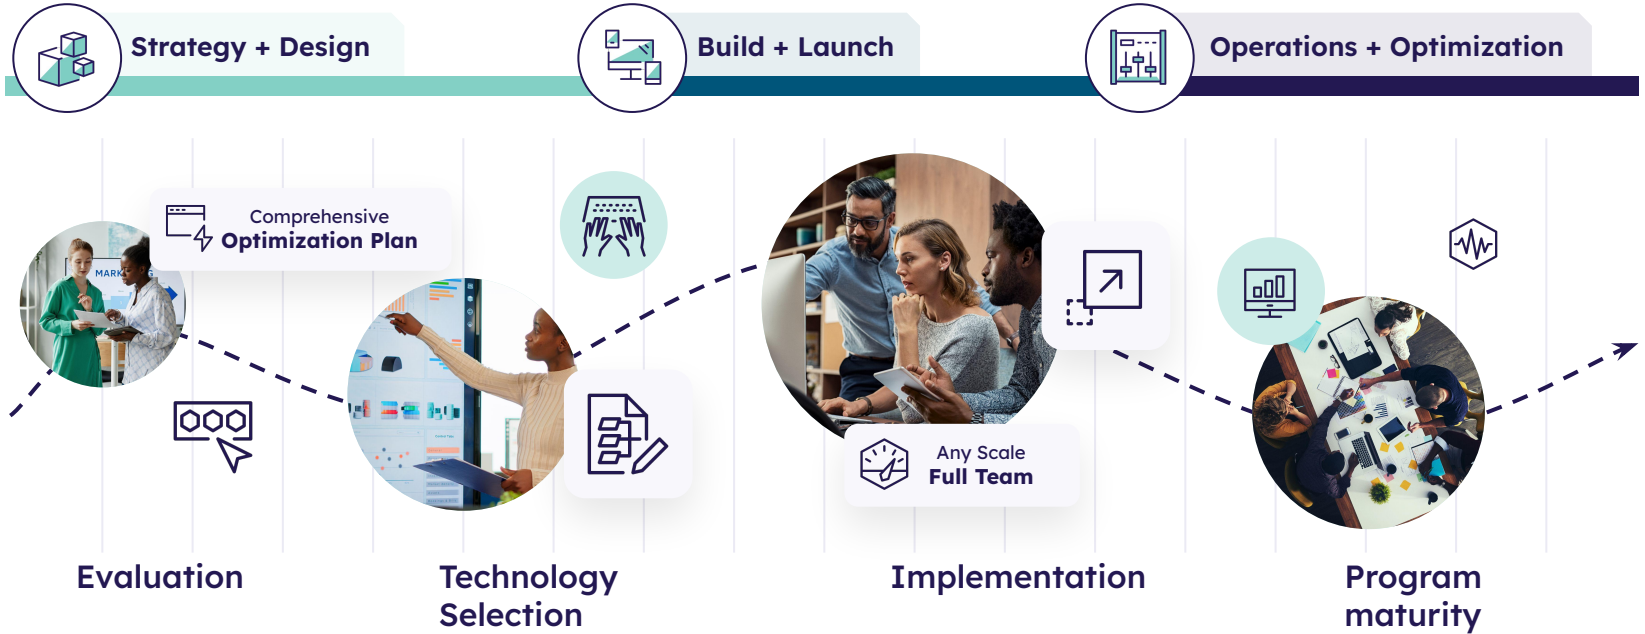 Strategy + Design
Build + Launch
Operations + Optimization
Comprehensive
Optimization Plan
Any Scale
Full Team
Evaluation
Technology
Selection
Implementation
Program
maturity